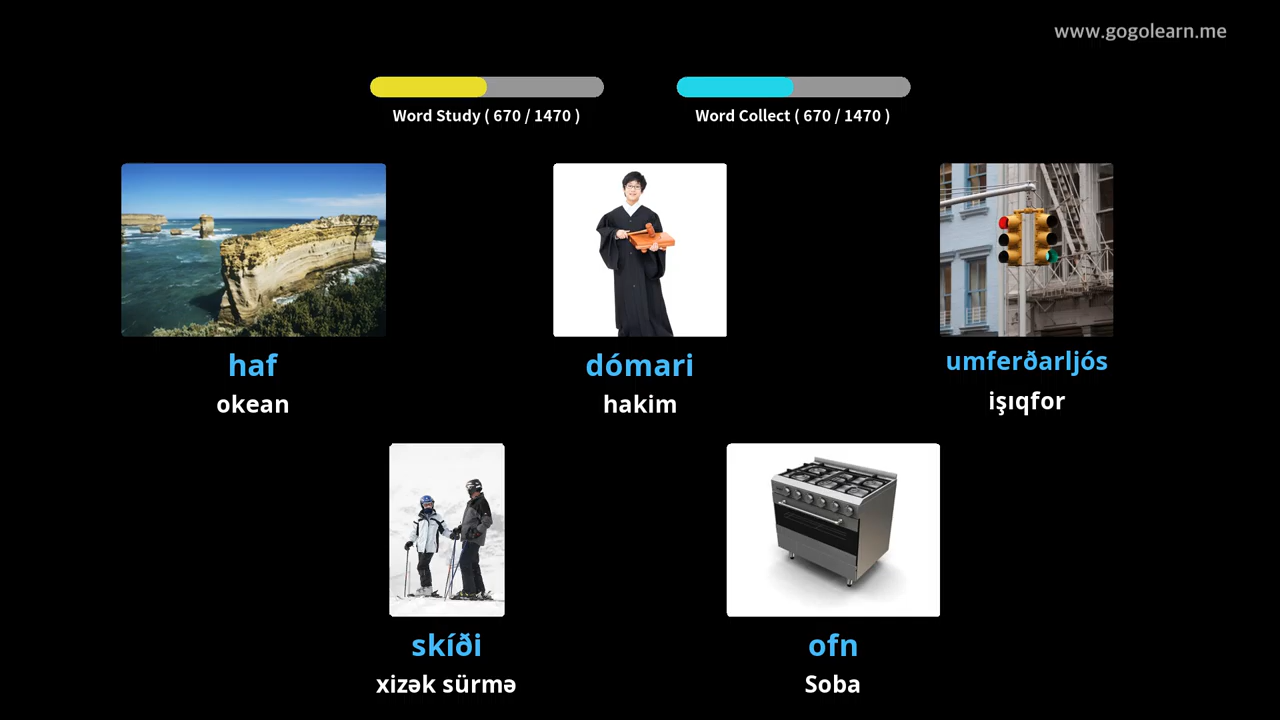 www.gogolearn.me
Word Study ( 670 / 1470 )
Word Collect ( 670 / 1470 )
haf
okean
dómari
hakim
umferðarljós
işıqfor
skíði
xizək sürmə
ofn
Soba